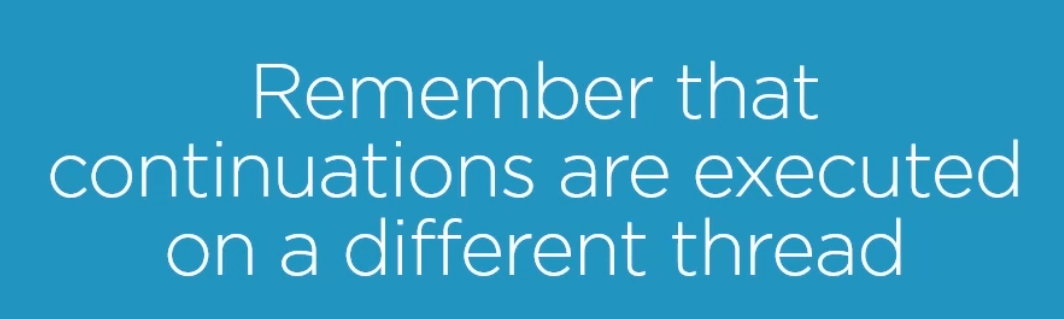 Remember that
continuations are executed
on a different thread